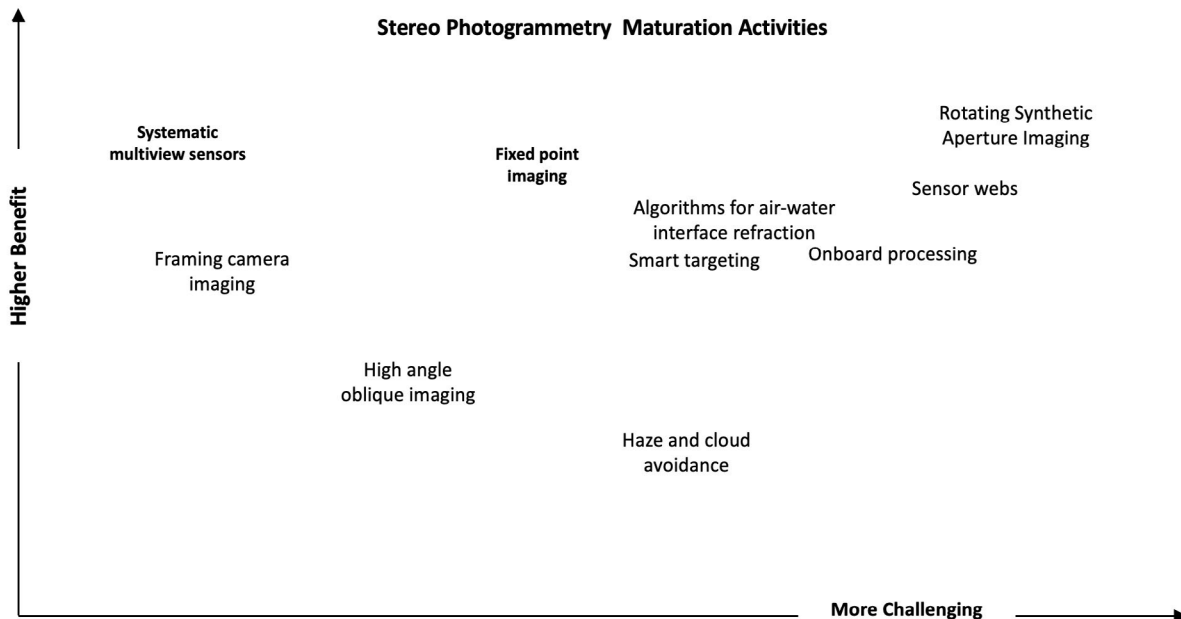 Stereo Photogrammetry Maturation Activities
Higher Benefit
Rotating Synthetic
Aperture Imaging
Systematic
multiview sensors
Fixed point
imaging
Sensor webs
Algorithms for air-water
interface refraction
Smart targeting
Onboard processing
Framing camera
imaging
High angle
oblique imaging
Haze and cloud
avoidance
More Challenging